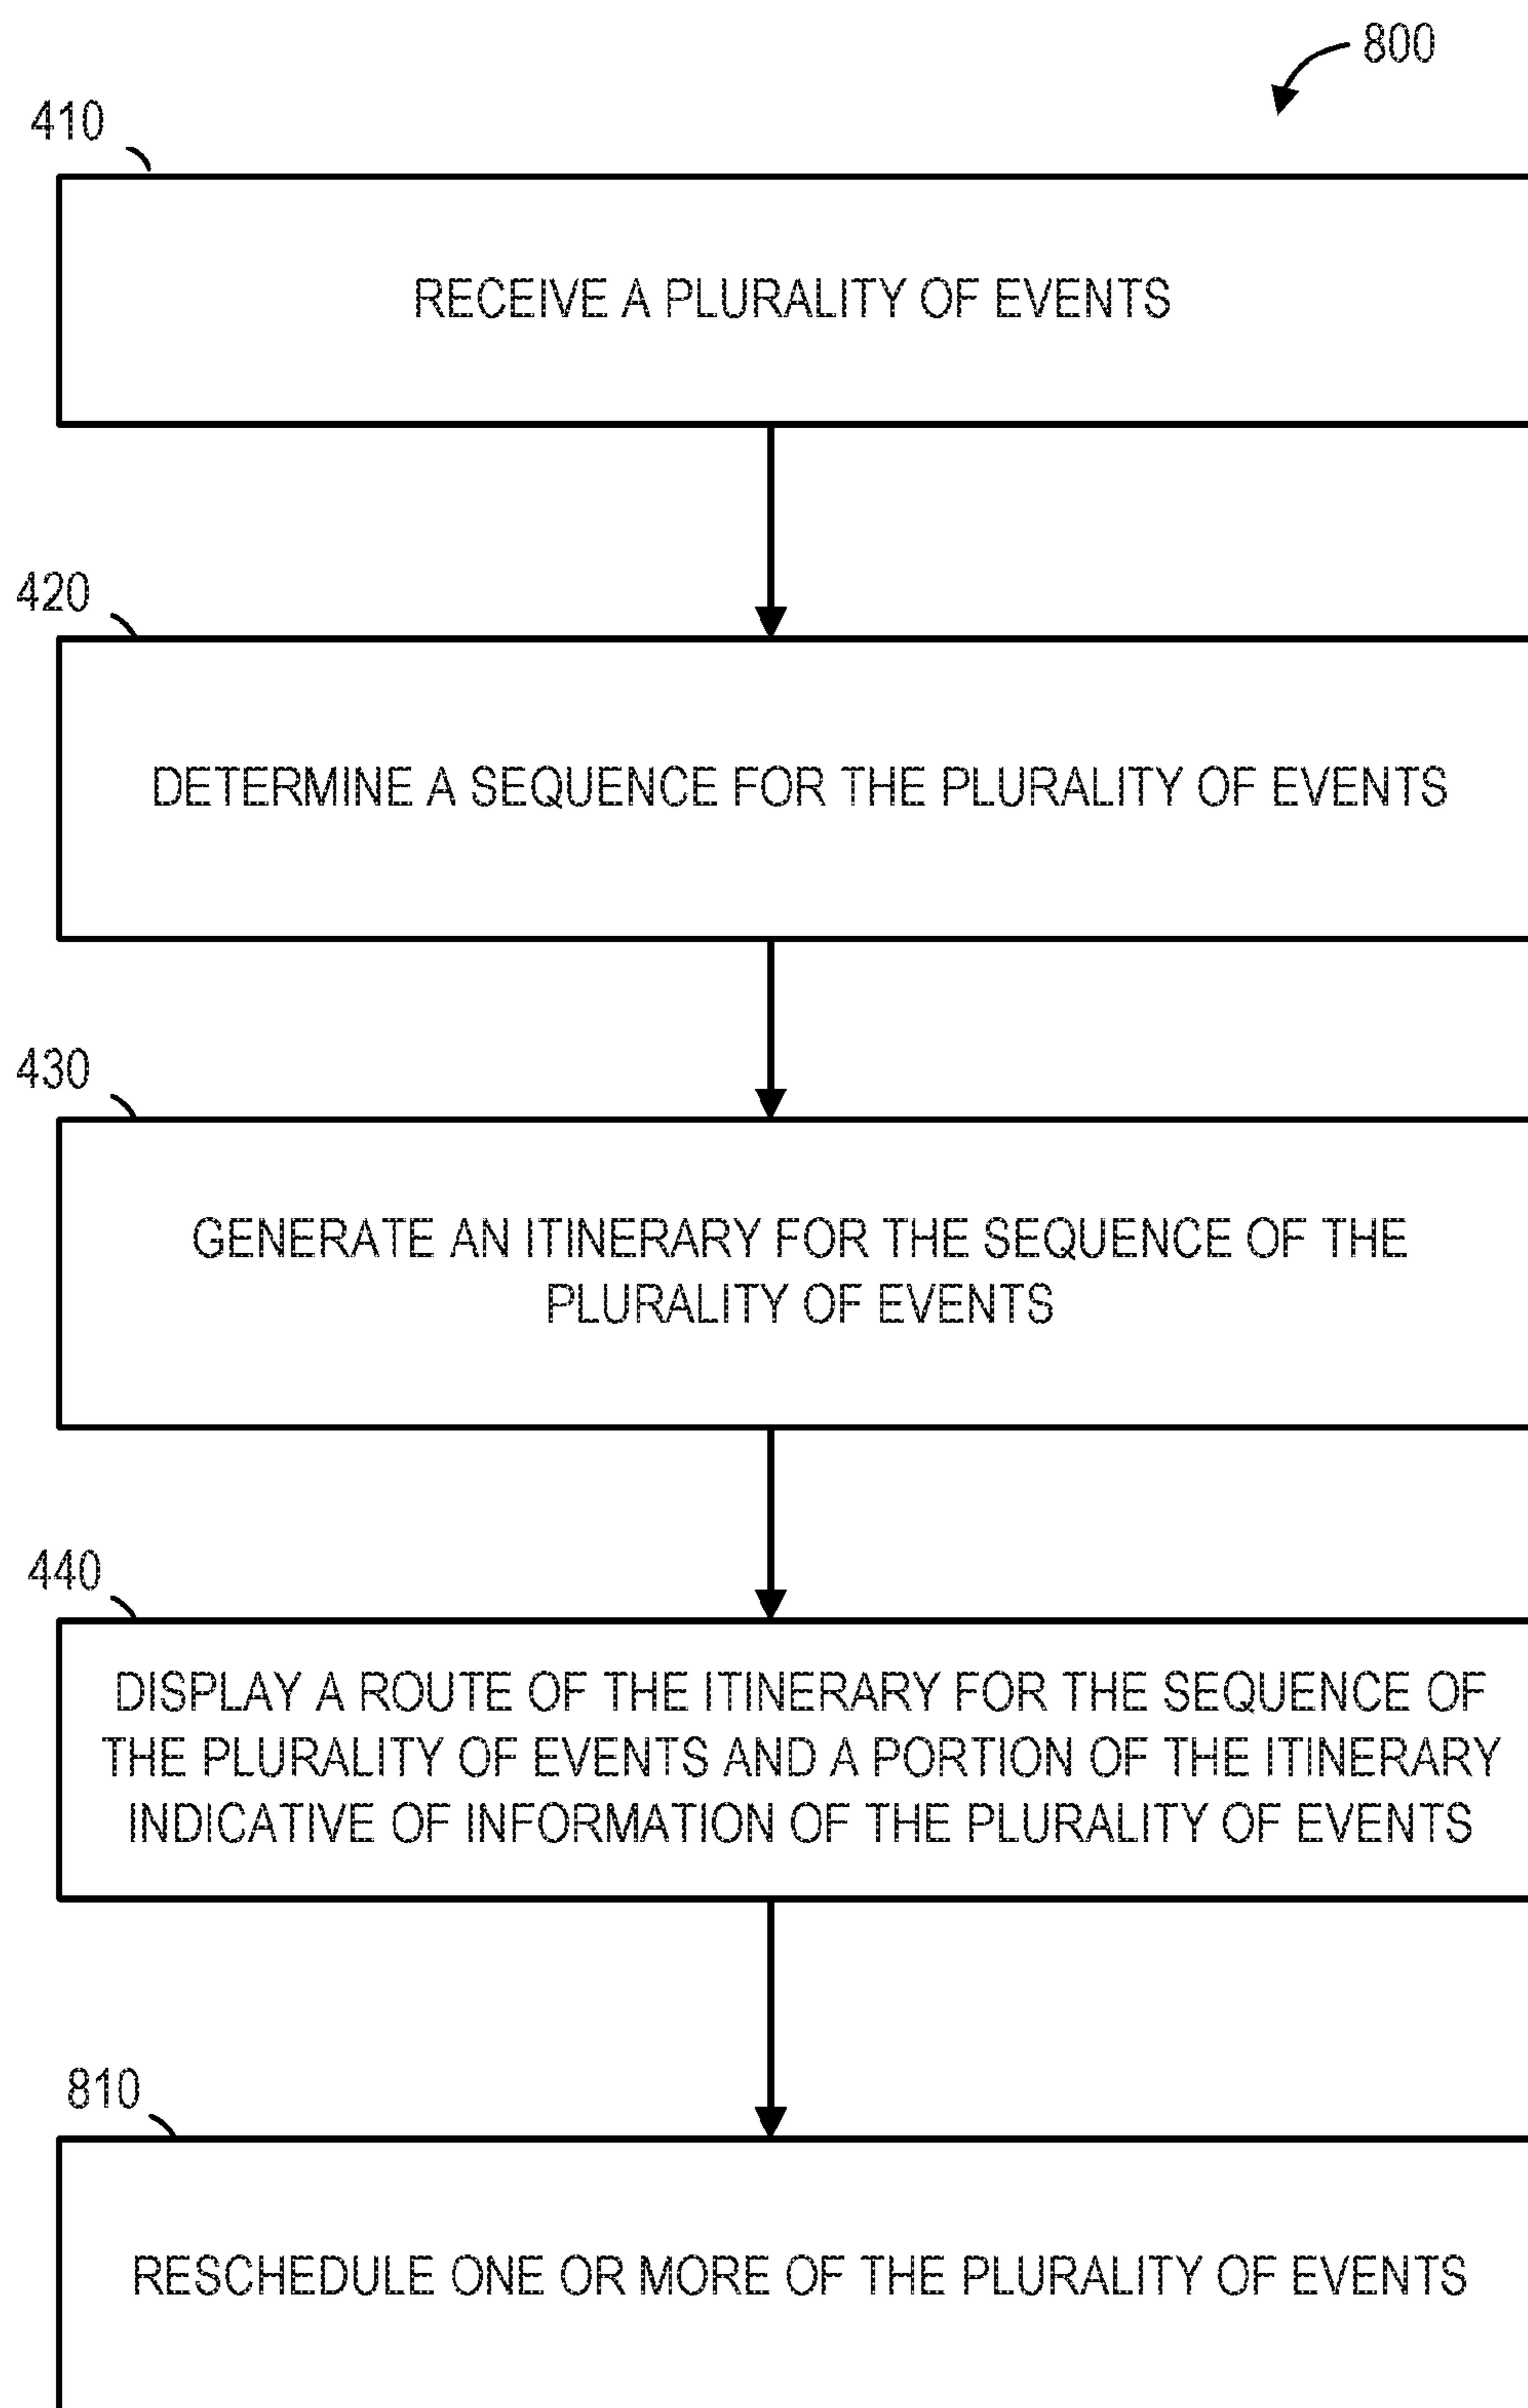 800
410
RECEIVE A PLURALITY OF EVENTS
420
DETERMINE A SEQUENCE FOR THE PLURALITY OF EVENTS
430
GENERATE AN ITINERARY FOR THE SEQUENCE OF THE
PLURALITY OF EVENTS
440
DISPLAY A ROUTE OF THE ITINERARY FOR THE SEQUENCE OF
THE PLURALITY OF EVENTS AND A PORTION OF THE ITINERARY
INDICATIVE OF INFORMATION OF THE PLURALITY OF EVENTS
810
RESCHEDULE ONE OR MORE OF THE PLURALITY OF EVENTS